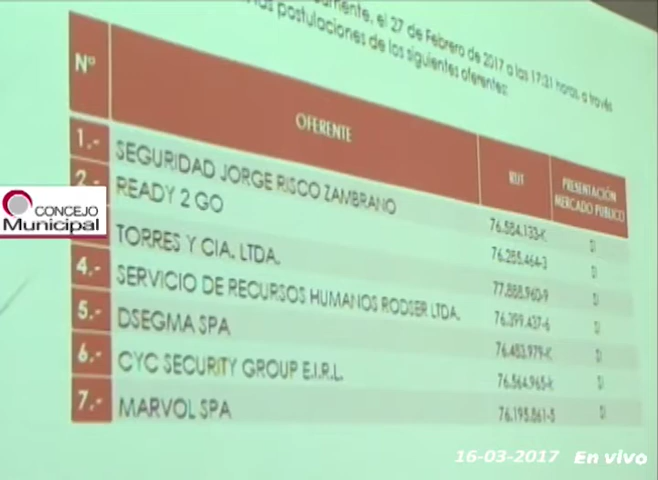 el 27 de Febrero de 2017 a las 17:31 horas, a través
postulaciones de los siguientes oferentes:
Nº OFERENTE RUT PRESENTACIÓN MERCADO PÚBLICO
1.- SEGURIDAD JORGE RISCO ZAMBRANO 76.584.133-K
2.- READY 2 GO 76.285.464-3
TORRES Y CIA. LTDA. 77.888.960-9
4.- SERVICIO DE RECURSOS HUMANOS RODSER LTDA. 76.399.437-6
5.- DSEGMA SPA 76.453.979-K
6.- CYC SECURITY GROUP E.I.R.L. 76.564.965-K
7.- MARVOL SPA 76.195.861-5
CONCEJO
Municipal
16-03-2017 En vivo